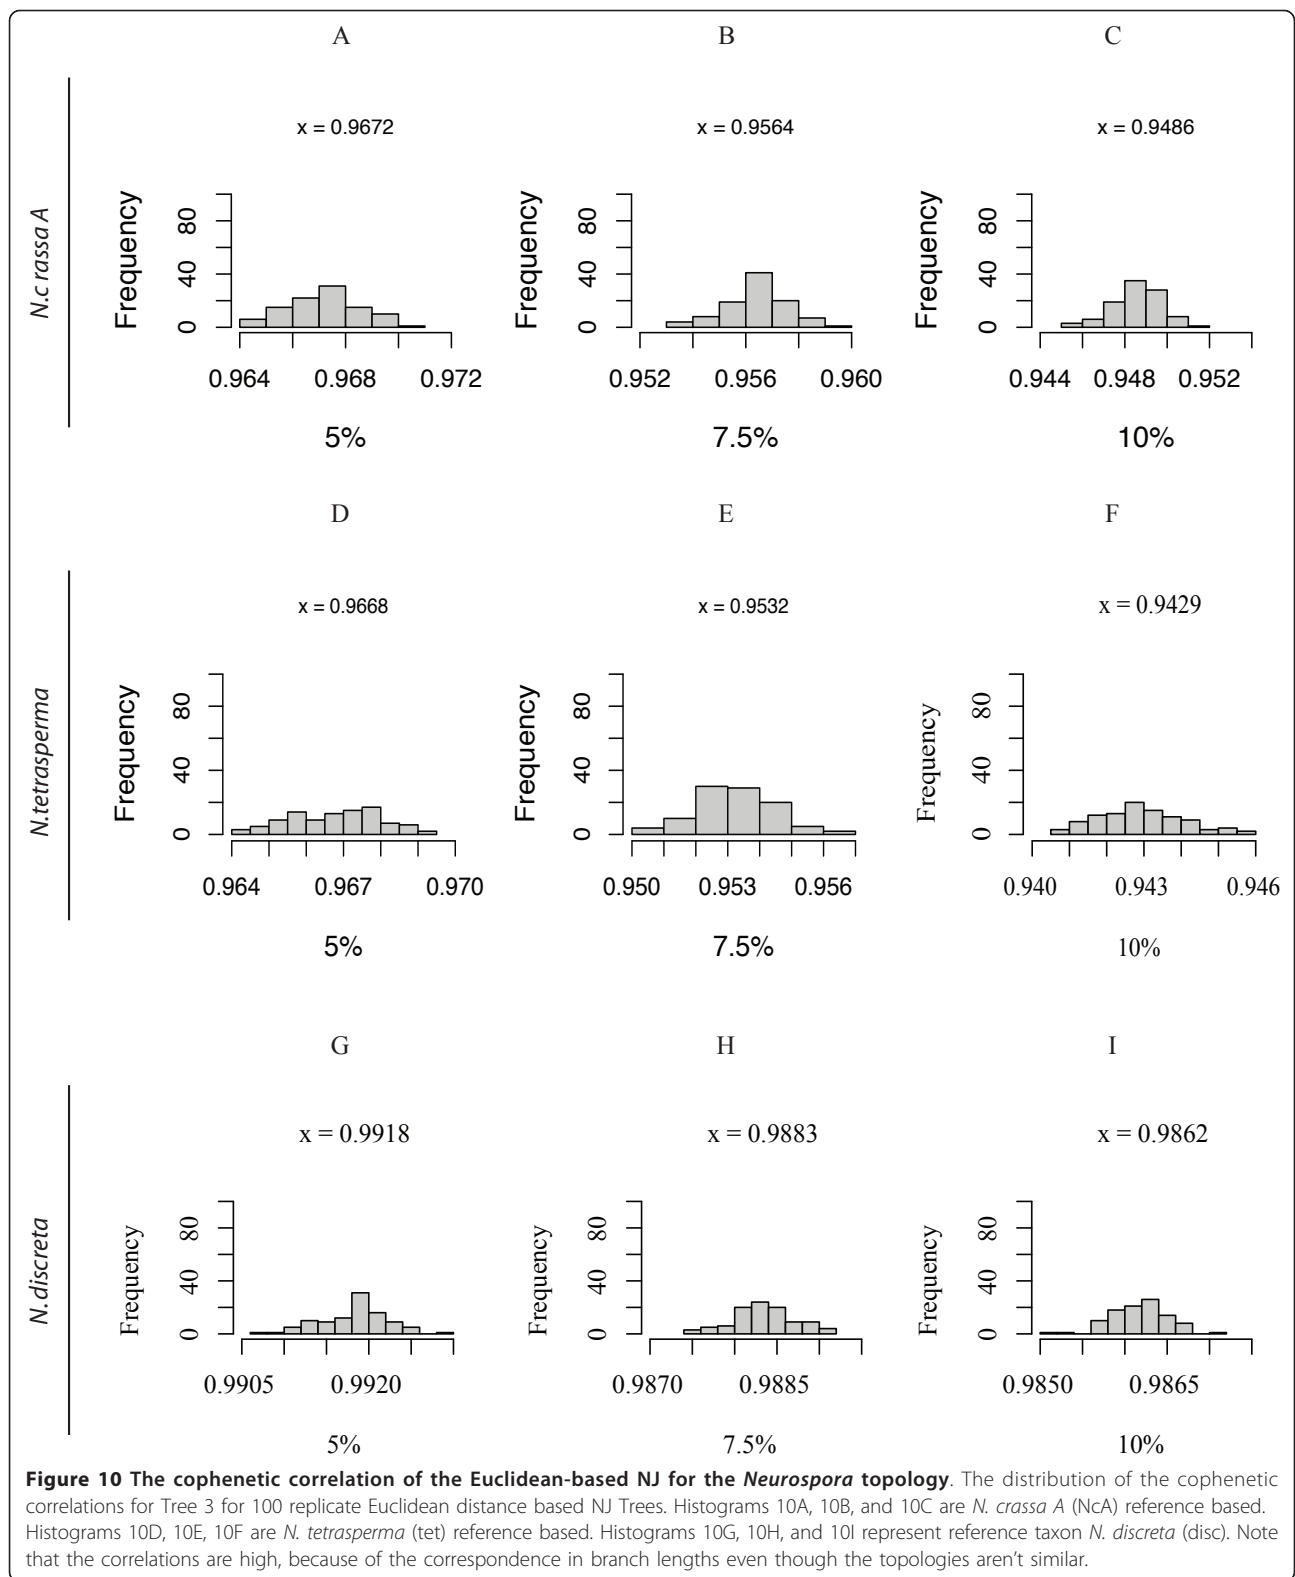 A B C
N.c rassa A
x = 0.9672 x = 0.9564 x = 0.9486
Frequency 0 40 80 Frequency 0 40 80 Frequency 0 40 80
0.964 0.968 0.972 0.952 0.956 0.960 0.944 0.948 0.952
5% 7.5% 10%
D E F
N.tetrasperma
x = 0.9668 x = 0.9532 x = 0.9429
Frequency 0 40 80 Frequency 0 40 80 Frequency 0 40 80
0.964 0.967 0.970 0.950 0.953 0.956 0.940 0.943 0.946
5% 7.5% 10%
G H I
N.discreta
x = 0.9918 x = 0.9883 x = 0.9862
Frequency 0 40 80 Frequency 0 40 80 Frequency 0 40 80
0.9905 0.9920 0.9870 0.9885 0.9850 0.9865
5% 7.5% 10%
Figure 10 The cophenetic correlation of the Euclidean-based NJ for the Neurospora topology. The distribution of the cophenetic
correlations for Tree 3 for 100 replicate Euclidean distance based NJ Trees. Histograms 10A, 10B, and 10C are N. crassa A (NcA) reference based.
Histograms 10D, 10E, 10F are N. tetrasperma (tet) reference based. Histograms 10G, 10H, and 10I represent reference taxon N. discreta (disc). Note
that the correlations are high, because of the correspondence in branch lengths even though the topologies aren't similar.